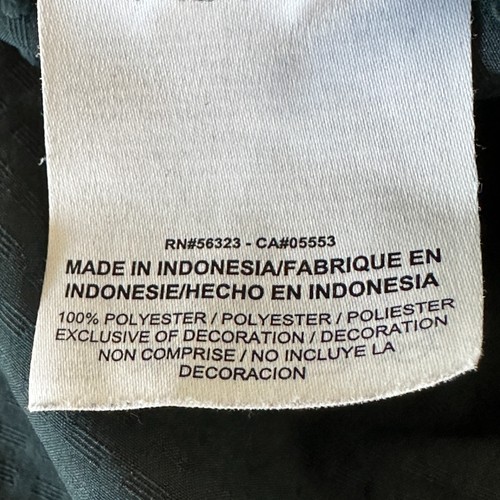 RN#56323 - CA#05553
MADE IN INDONESIA/FABRIQUE EN
INDONESIE/HECHO EN INDONESIA
100% POLYESTER / POLYESTER / POLIESTER
EXCLUSIVE OF DECORATION / DECORATION
NON COMPRISE / NO INCLUYE LA
DECORACION